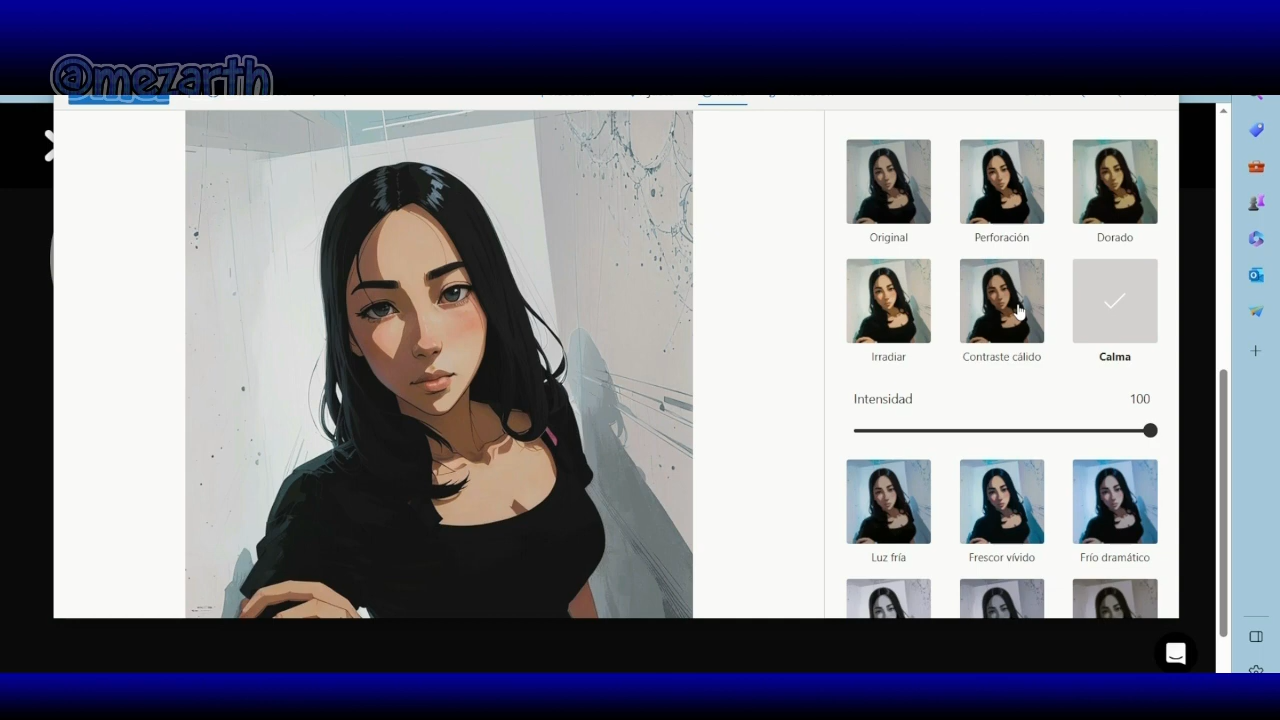 @mezarth
Original
Perforación
Dorado
Irradiar
Contraste cálido
Calma
Intensidad
100
Luz fría
Frescor vívido
Frío dramático